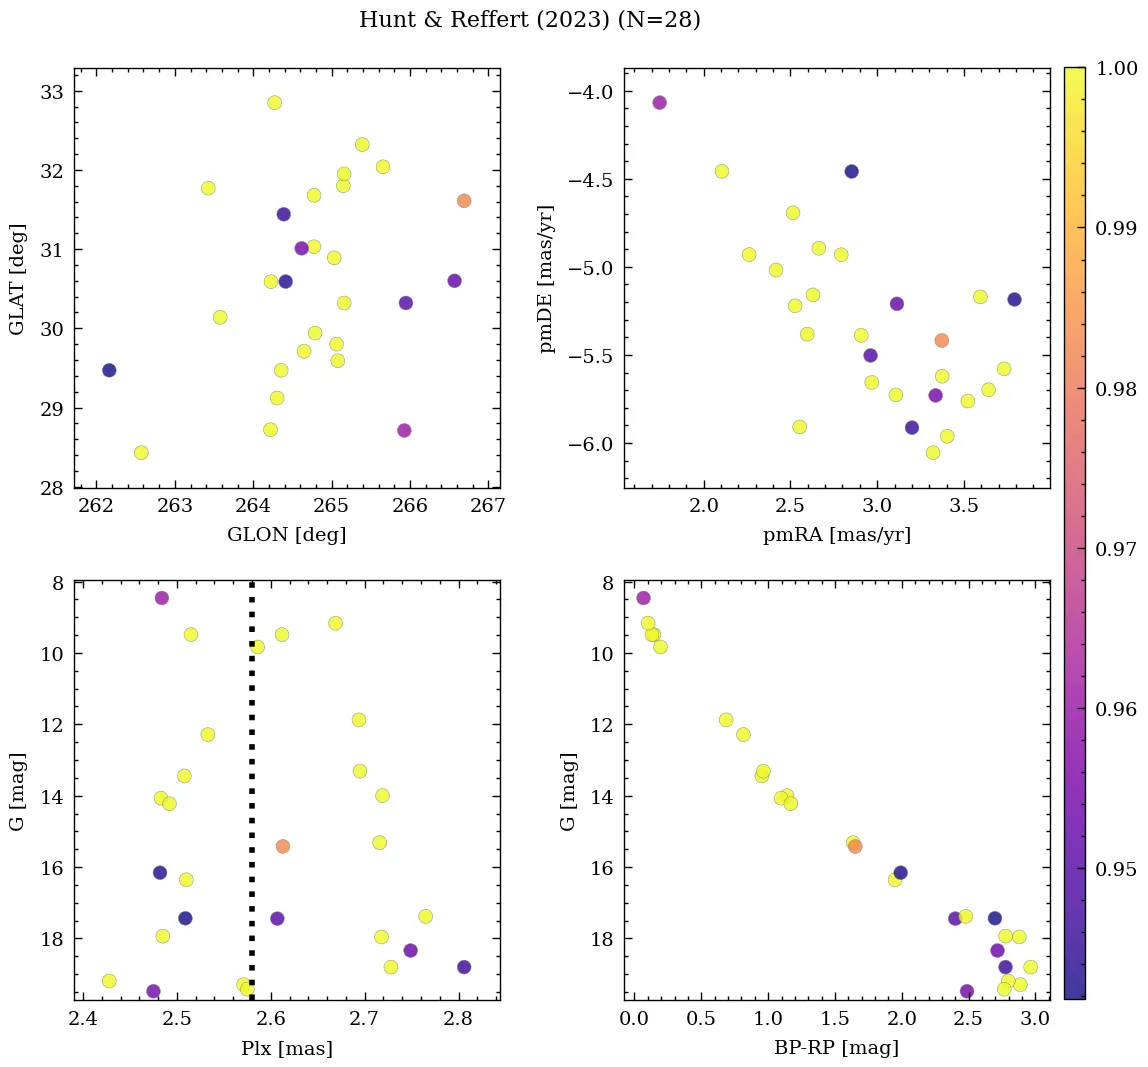 Hunt & Reffert (2023) (N=28)
33
32
31
30
29
28
GLAT [deg]
262 263 264 265 266 267
GLON [deg]
−4.0
−4.5
−5.0
−5.5
−6.0
pmDE [mas/yr]
2.0 2.5 3.0 3.5
pmRA [mas/yr]
1.00
0.99
0.98
0.97
0.96
0.95
8
10
12
14
16
18
G [mag]
2.4 2.5 2.6 2.7 2.8
Plx [mas]
8
10
12
14
16
18
G [mag]
0.0 0.5 1.0 1.5 2.0 2.5 3.0
BP-RP [mag]